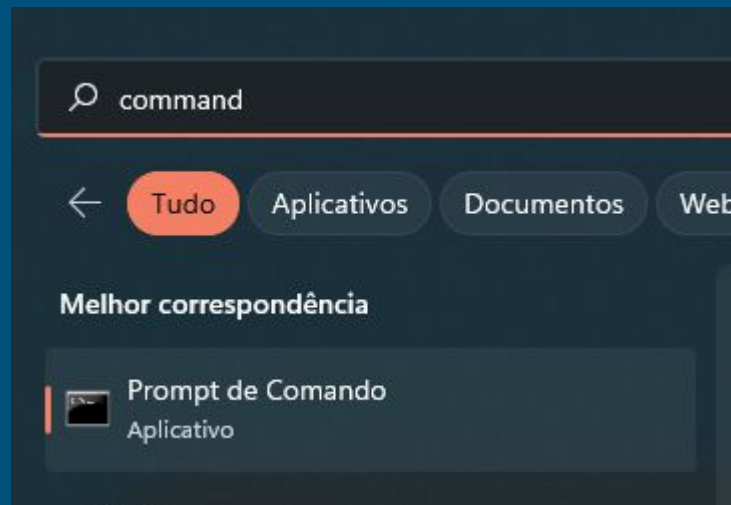 command
Tudo Aplicativos Documentos Web
Melhor correspondência
Prompt de Comando
Aplicativo